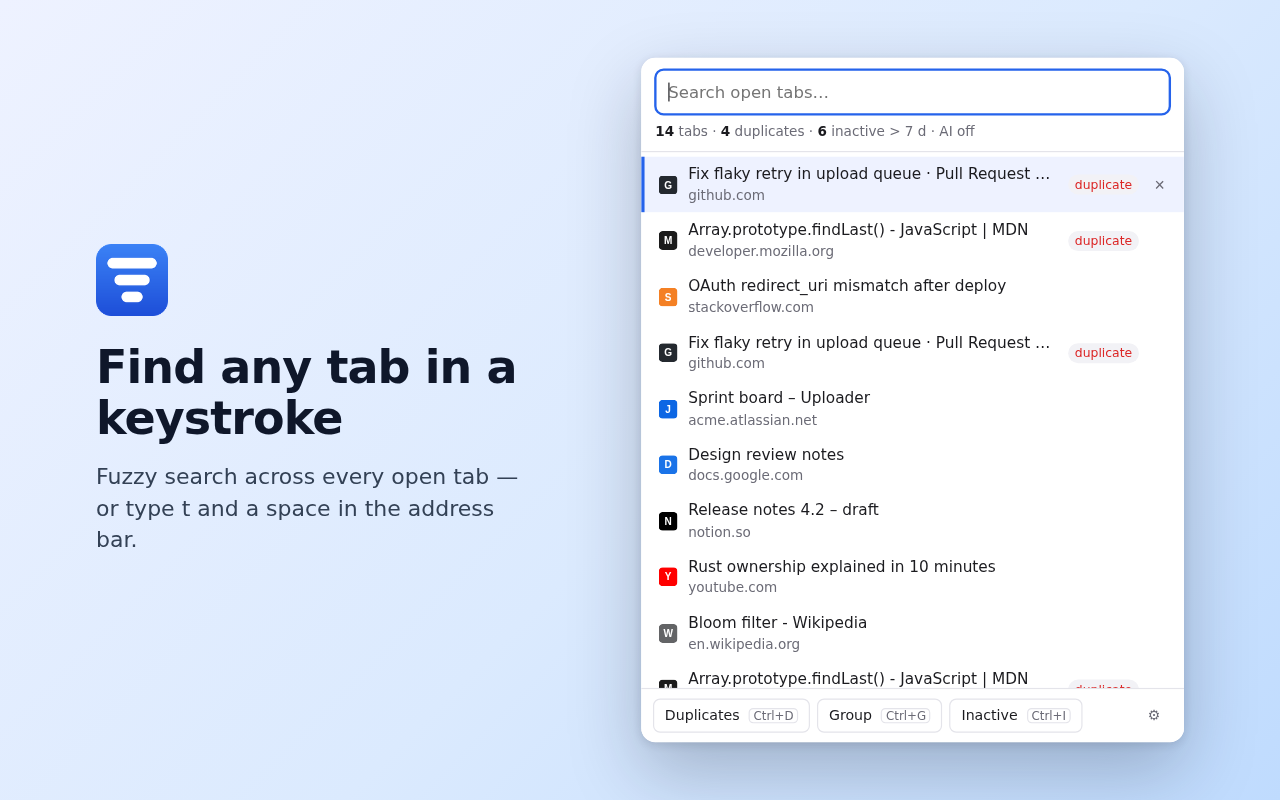 Find any tab in a
keystroke
Fuzzy search across every open tab —
or type t and a space in the address
bar.
Search open tabs…
14 tabs · 4 duplicates · 6 inactive > 7 d · AI off
G Fix flaky retry in upload queue · Pull Request … duplicate ×
github.com
M Array.prototype.findLast() - JavaScript | MDN duplicate
developer.mozilla.org
S OAuth redirect_uri mismatch after deploy
stackoverflow.com
G Fix flaky retry in upload queue · Pull Request … duplicate
github.com
J Sprint board – Uploader
acme.atlassian.net
D Design review notes
docs.google.com
N Release notes 4.2 – draft
notion.so
Y Rust ownership explained in 10 minutes
youtube.com
W Bloom filter - Wikipedia
en.wikipedia.org
M Array.prototype.findLast() - JavaScript | MDN duplicate
Duplicates Ctrl+D Group Ctrl+G Inactive Ctrl+I